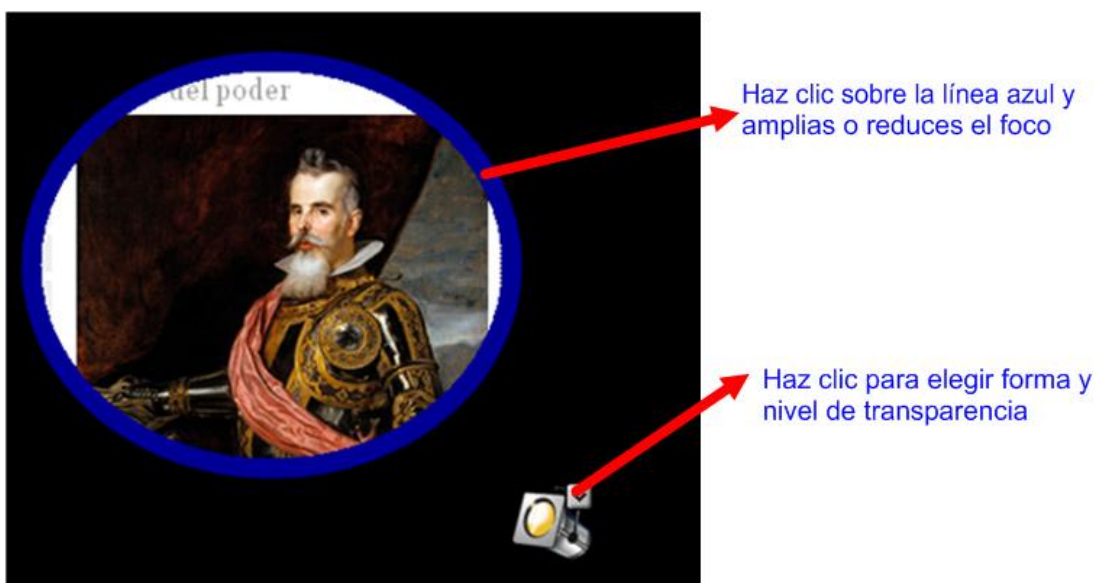 del poder
Haz clic sobre la línea azul y
amplias o reduces el foco
Haz clic para elegir forma y
nivel de transparencia